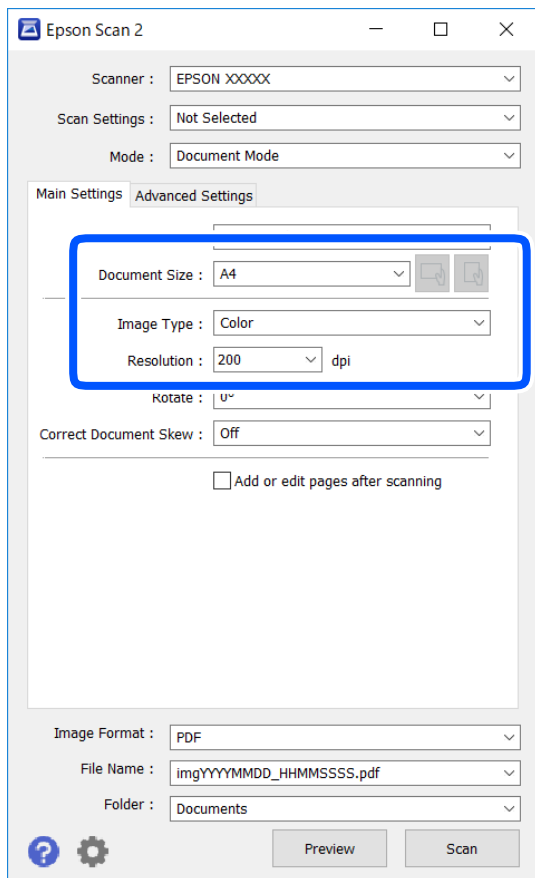 Epson Scan 2
Scanner : EPSON XXXXX
Scan Settings : Not Selected
Mode : Document Mode
Main Settings Advanced Settings
Document Size : A4
Image Type : Color
Resolution : 200 dpi
Rotate : 0°
Correct Document Skew : Off
Add or edit pages after scanning
Image Format : PDF
File Name : imgYYYYMMDD_HHMMSSSS.pdf
Folder : Documents
? Preview Scan